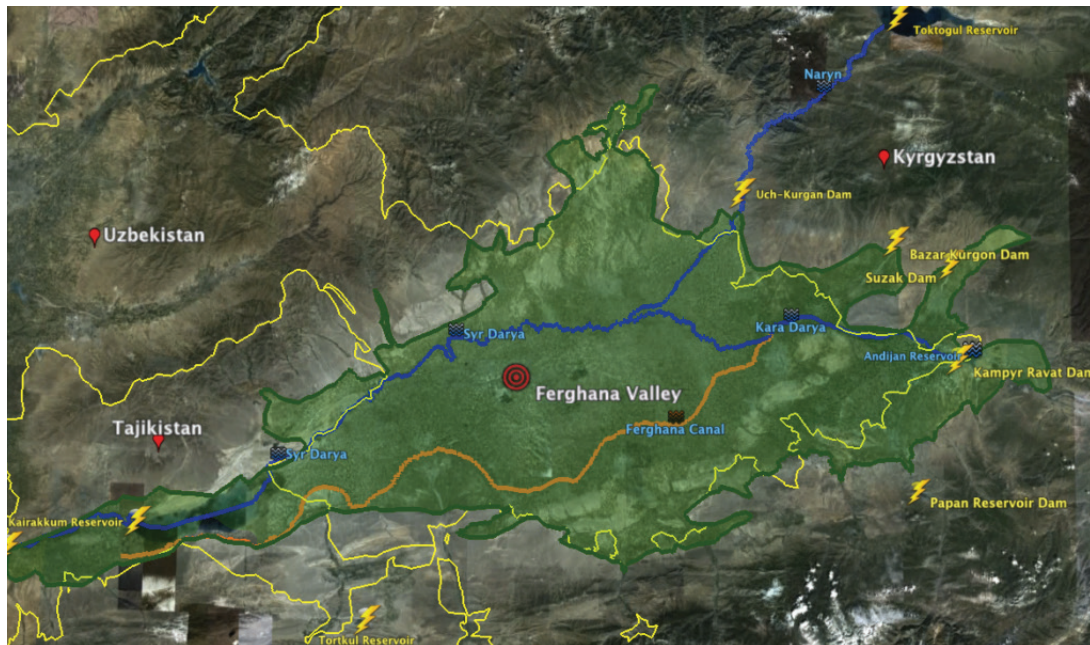 Toktogul Reservoir
Naryn
Kyrgyzstan
Uch-Kurgan Dam
Uzbekistan
Bazar Kurgon Dam
Suzak Dam
Syr Darya
Kara Darya
Andijan Reservoir
Kampyr Ravat Dam
Ferghana Valley
Tajikistan
Ferghana Canal
Syr Darya
Papan Reservoir Dam
Kairakkum Reservoir
Tortkul Reservoir